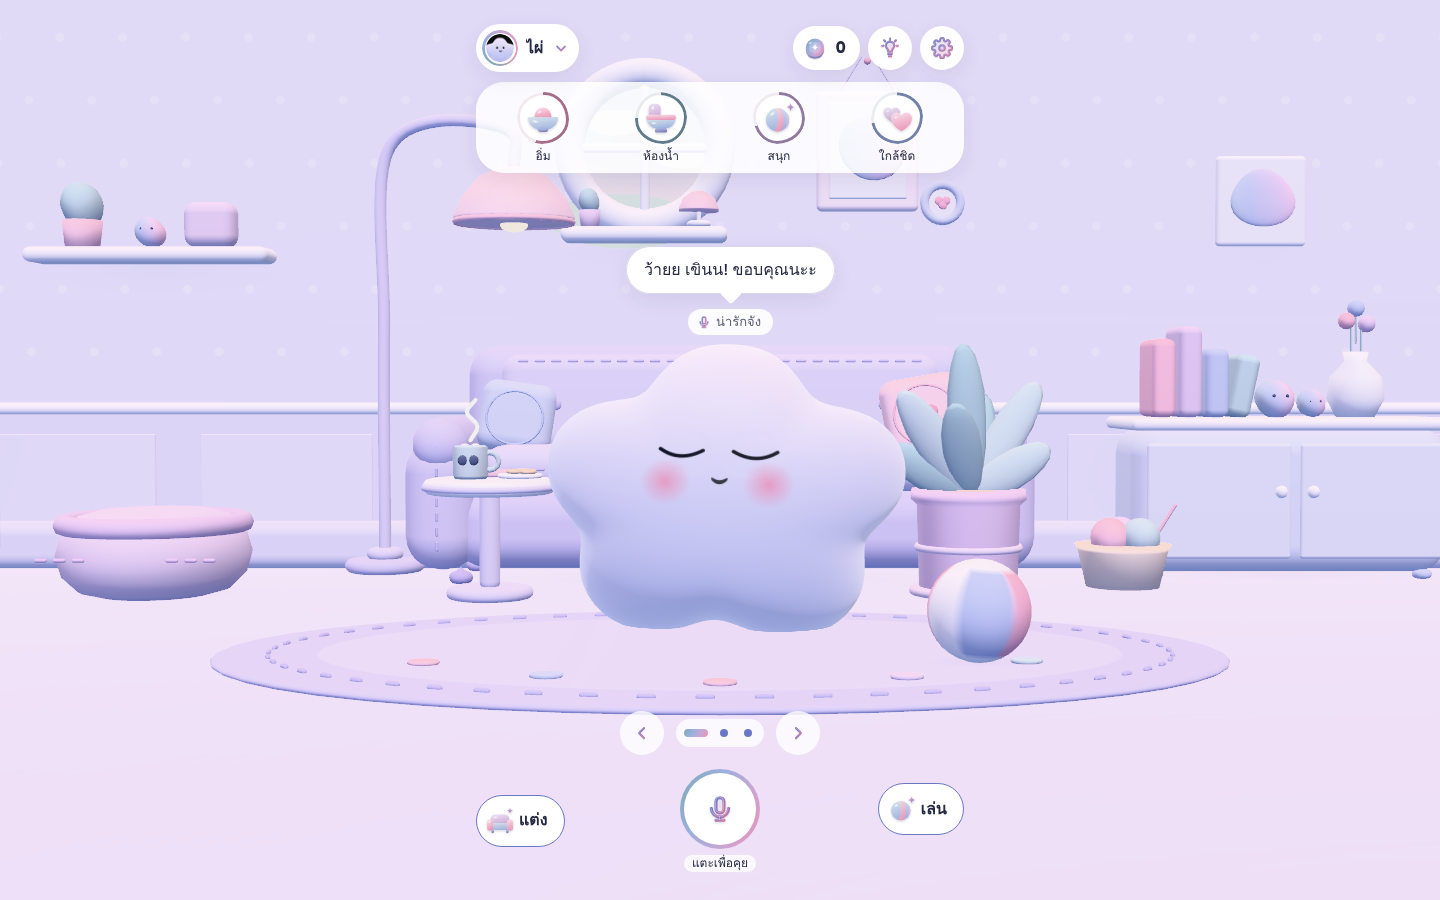 ไผ่
0
อิ่ม
ห้องน้ำ
สนุก
ใกล้ชิด
ว้ายย เขินน! ขอบคุณนะะ
น่ารักจัง
แต่ง
เล่น
แตะเพื่อคุย